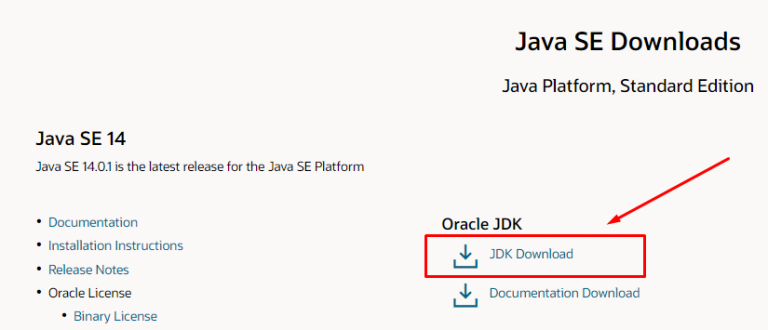 Java SE Downloads
Java Platform, Standard Edition
Java SE 14
Java SE 14.0.1 is the latest release for the Java SE Platform
• Documentation
• Installation Instructions
• Release Notes
• Oracle License
• Binary License
Oracle JDK
JDK Download
Documentation Download